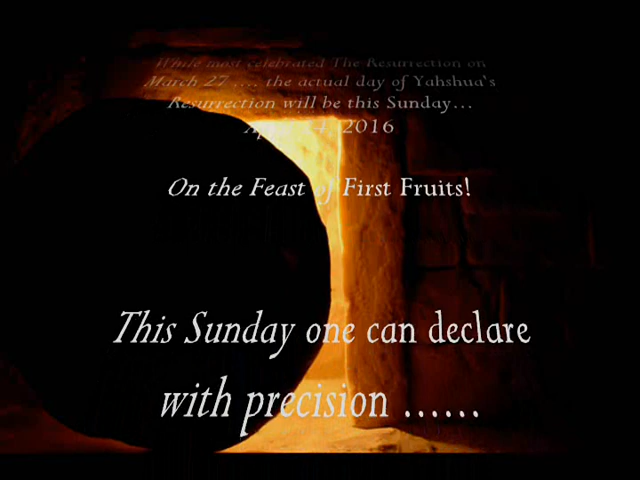 While most celebrated The Resurrection on
March 27 .... the actual day of Yahshua's
Resurrection will be this Sunday...
2016
On the Feast of First Fruits!
This Sunday one can declare
with precision ......